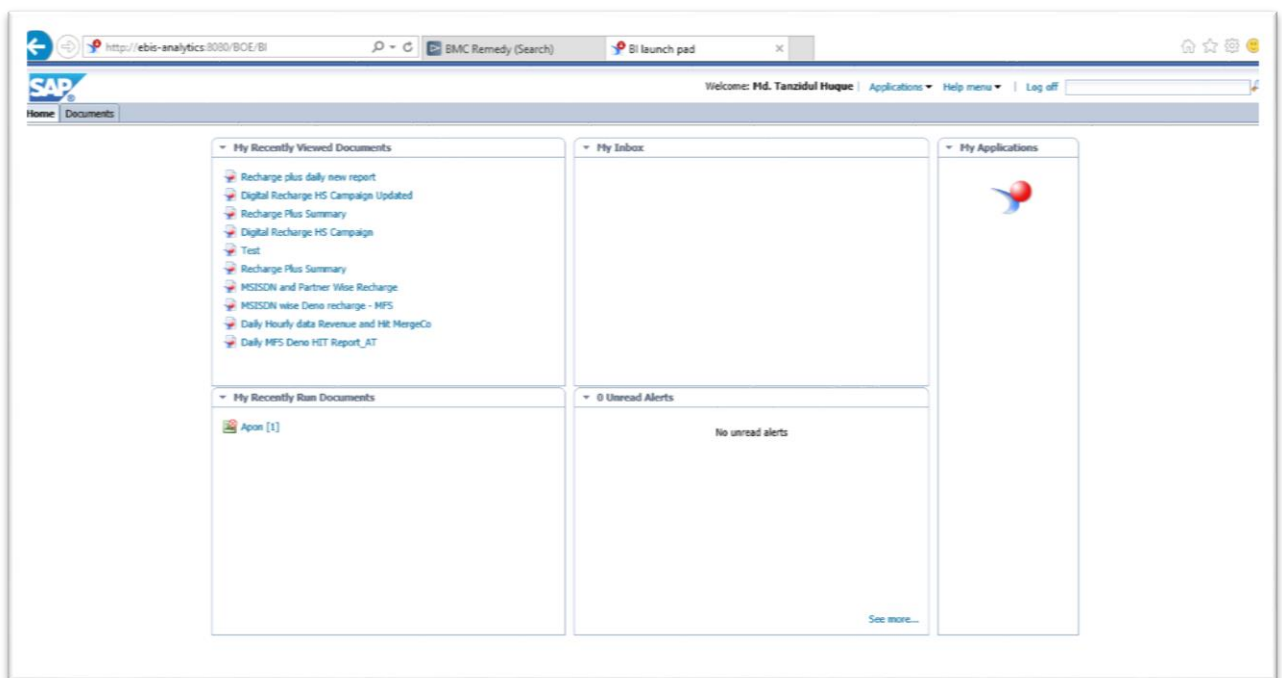 http://ebis-analytics:8080/BOE/BI
BMC Remedy (Search)
BI launch pad
SAP
Welcome: Md. Tanzidul Huque | Applications Help menu | Log off
Home Documents
My Recently Viewed Documents
Recharge plus daily new report
Digital Recharge HS Campaign Updated
Recharge Plus Summary
Digital Recharge HS Campaign
Test
Recharge Plus Summary
MSISDN and Partner Wise Recharge
MSISDN wise Deno recharge - MFS
Daily Hourly data Revenue and Hit MergeCo
Daily MFS Deno HIT Report_AT
My Inbox
My Applications
My Recently Run Documents
Apon [1]
0 Unread Alerts
No unread alerts
See more...